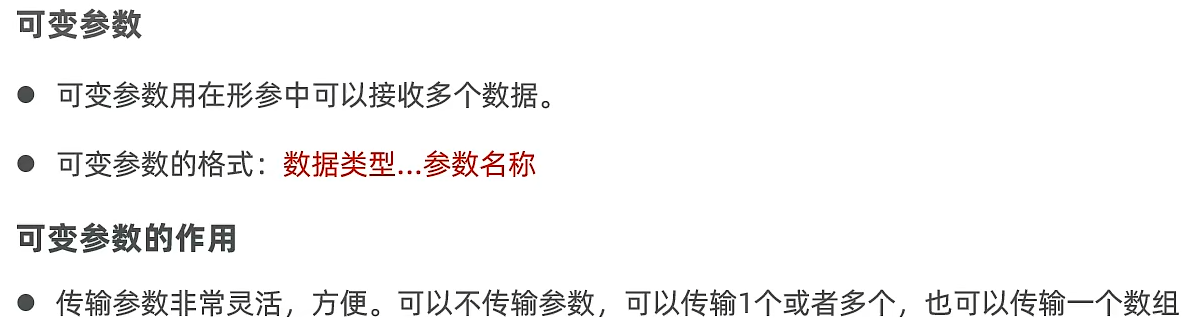 可变参数
● 可变参数用在形参中可以接收多个数据。
● 可变参数的格式：数据类型...参数名称
可变参数的作用
● 传输参数非常灵活，方便。可以不传输参数，可以传输1个或者多个，也可以传输一个数组